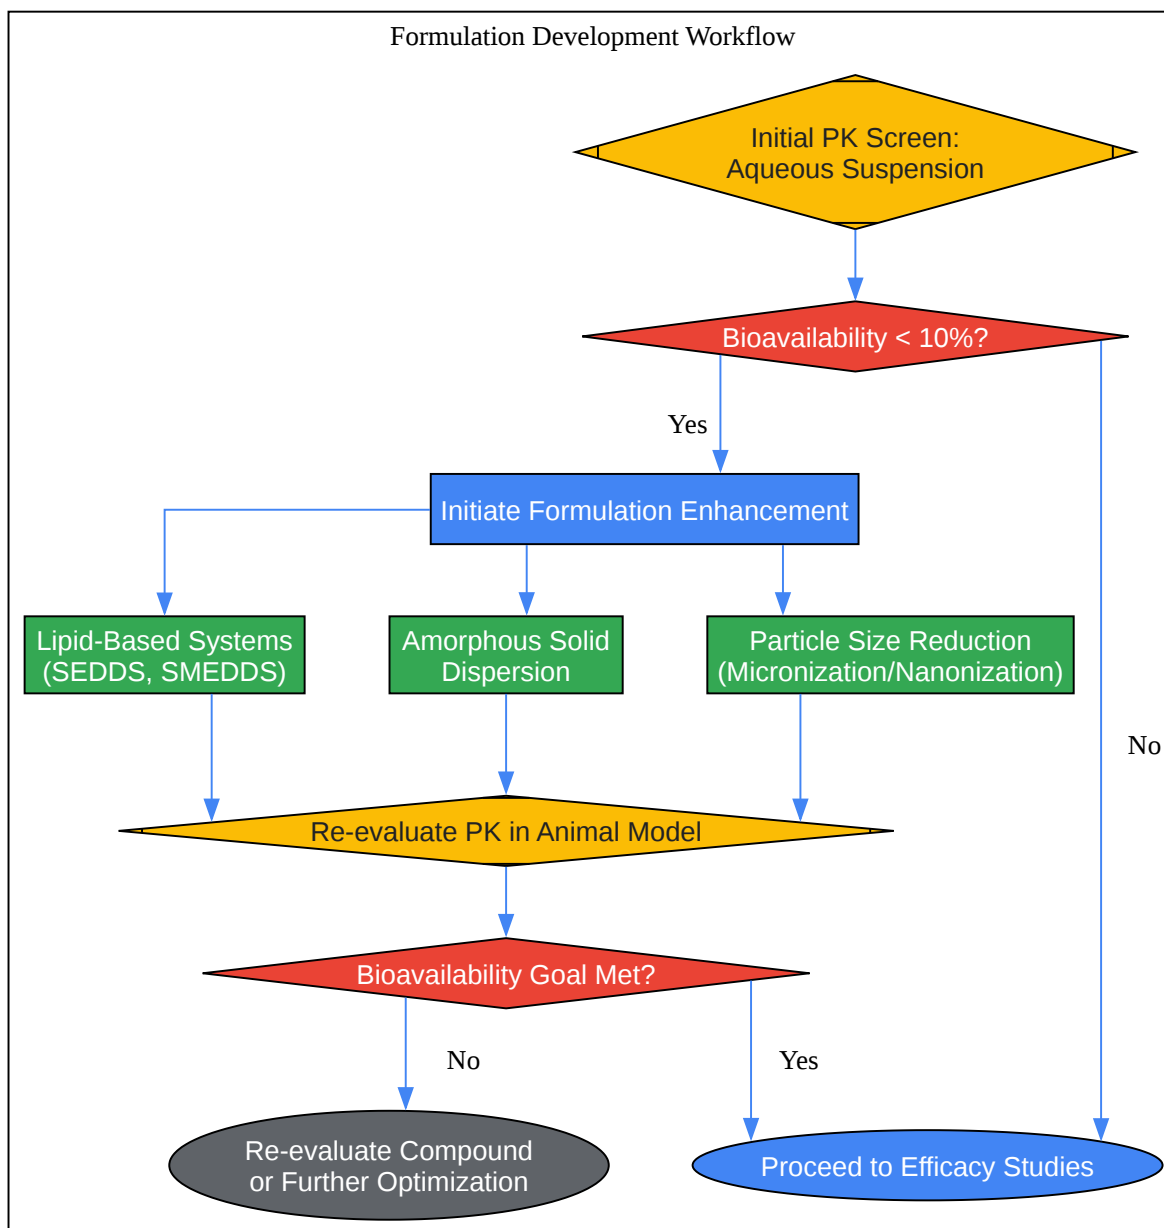 Formulation Development Workflow
Initial PK Screen:
Aqueous Suspension
Bioavailability < 10%?
Yes
Initiate Formulation Enhancement
Lipid-Based Systems
(SEDDS, SMEDDS)
Amorphous Solid
Dispersion
Particle Size Reduction
(Micronization/Nanonization)
No
Re-evaluate PK in Animal Model
Bioavailability Goal Met?
No
Yes
Re-evaluate Compound
or Further Optimization
Proceed to Efficacy Studies